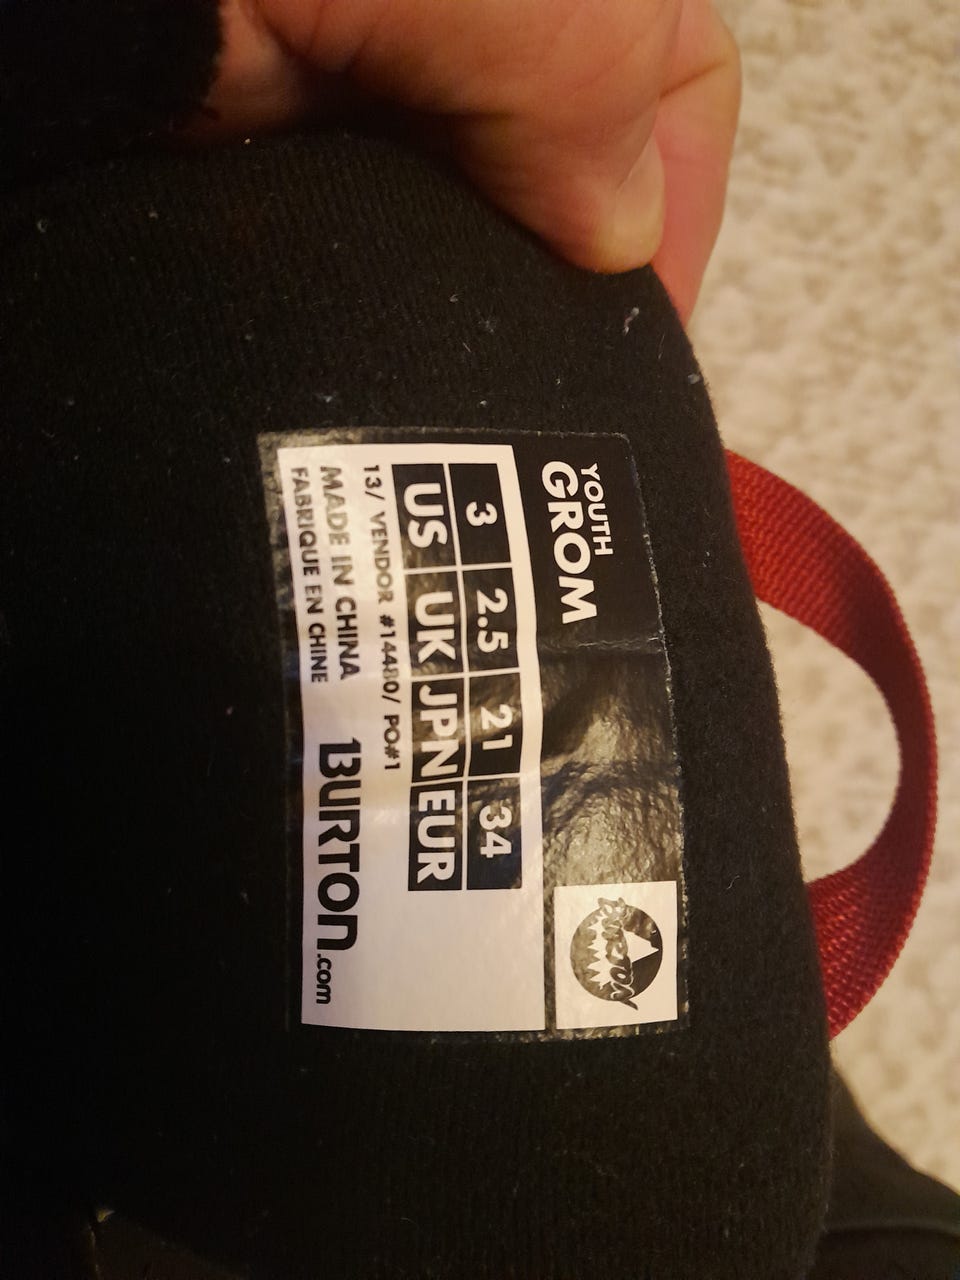 YOUTH
GROM
BURTON
3 2.5 21 34
US UK JPN EUR
13/ VENDOR #14480/ PO#1
MADE IN CHINA
FABRIQUE EN CHINE
BURTON.com